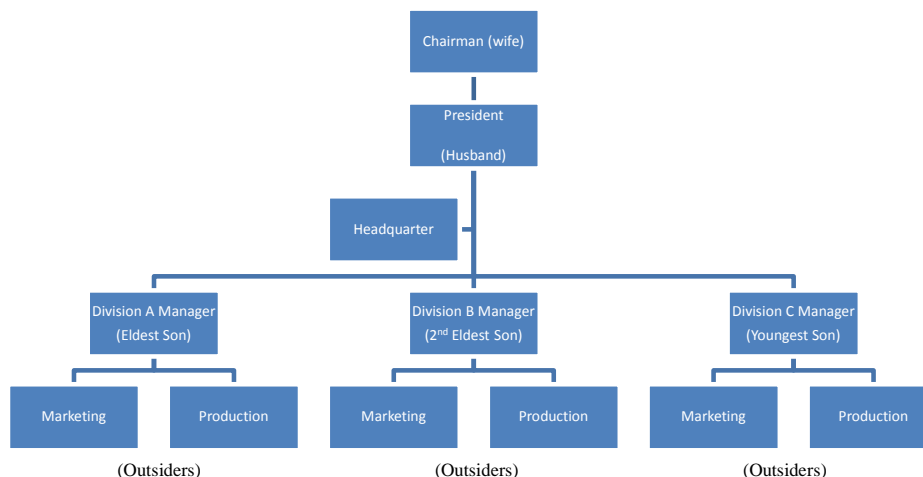 Chairman (wife)
President
(Husband)
Headquarter
Division A Manager
(Eldest Son)
Division B Manager
(2nd Eldest Son)
Division C Manager
(Youngest Son)
Marketing
Production
Marketing
Production
Marketing
Production
(Outsiders)
(Outsiders)
(Outsiders)